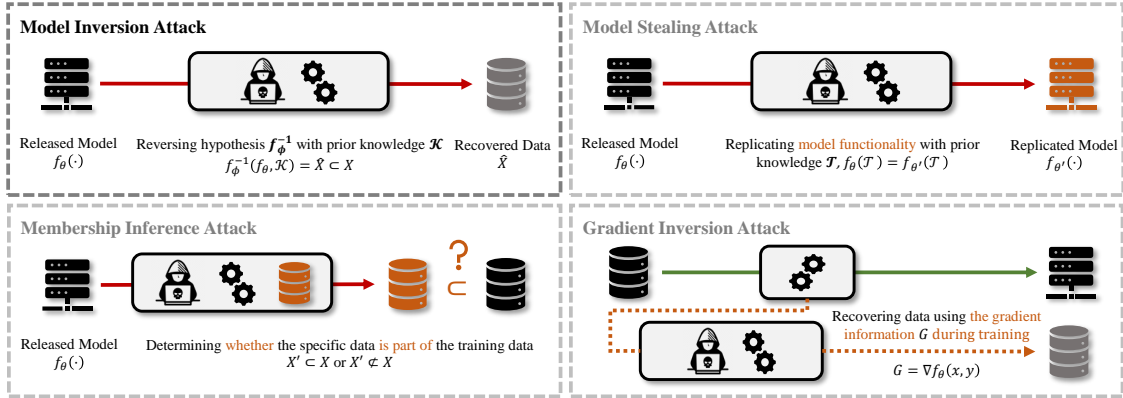 Model Inversion Attack
Released Model
f_θ(·)
Reversing hypothesis f_ϕ^{-1} with prior knowledge 𝒦
f_ϕ^{-1}(f_θ, 𝒦) = X̂ ⊂ X
Recovered Data
X̂
Model Stealing Attack
Released Model
f_θ(·)
Replicating model functionality with prior
knowledge 𝒯, f_θ(𝒯) = f_θ′(𝒯)
Replicated Model
f_θ′(·)
Membership Inference Attack
?
⊂
Released Model
f_θ(·)
Determining whether the specific data is part of the training data
X′ ⊂ X or X′ ⊄ X
Gradient Inversion Attack
Recovering data using the gradient
information G during training
G = ∇f_θ(x, y)